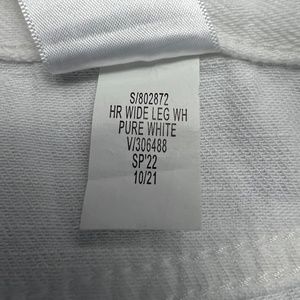 S/802872
HR WIDE LEG WH
PURE WHITE
V/306488
SP'22
10/21